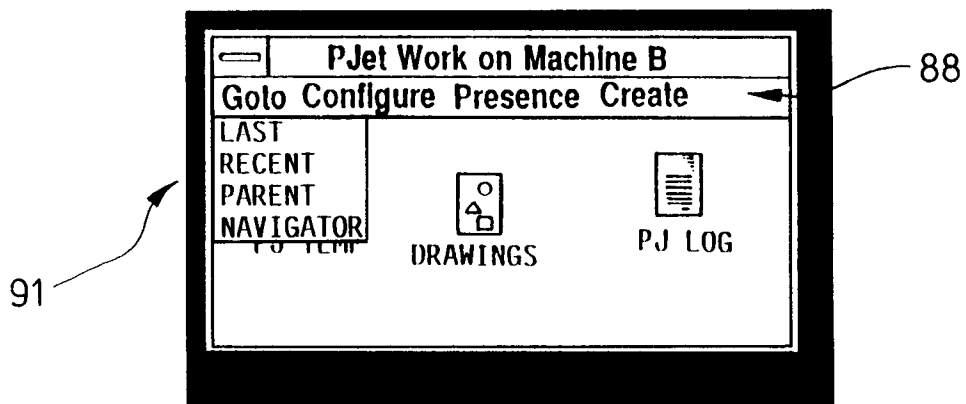 PJet Work on Machine B
88
Goto Configure Presence Create
LAST
RECENT
PARENT
NAVIGATOR
DRAWINGS
PJ LOG
91